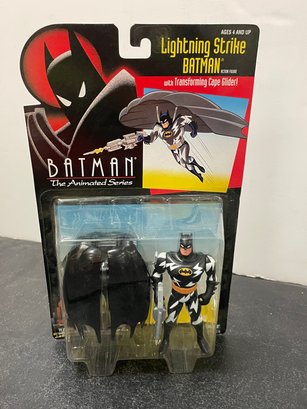 AGES 4 AND UP
Lightning Strike
BATMAN
ACTION FIGURE
with Transforming Cape Glider!
BATMAN
The Animated Series